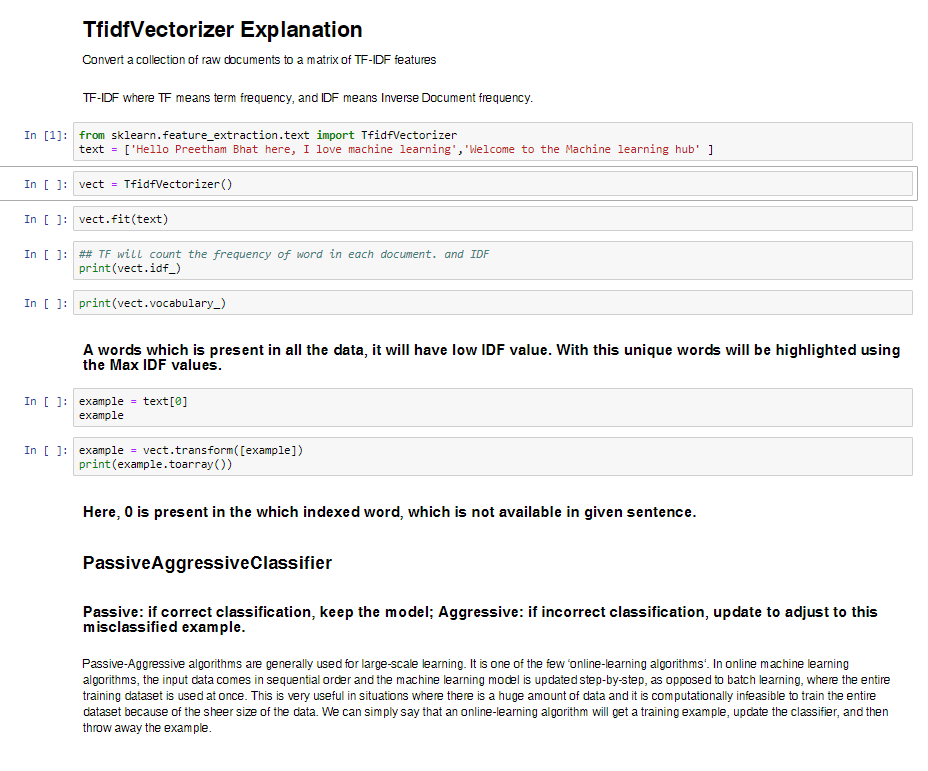 TfidfVectorizer Explanation
Convert a collection of raw documents to a matrix of TF-IDF features
TF-IDF where TF means term frequency, and IDF means Inverse Document frequency.
In [1]: from sklearn.feature_extraction.text import TfidfVectorizer
text = ['Hello Preetham Bhat here, I love machine learning','Welcome to the Machine learning hub' ]
In [ ]: vect = TfidfVectorizer()
In [ ]: vect.fit(text)
In [ ]: ## TF will count the frequency of word in each document. and IDF
print(vect.idf_)
In [ ]: print(vect.vocabulary_)
A words which is present in all the data, it will have low IDF value. With this unique words will be highlighted using
the Max IDF values.
In [ ]: example = text[0]
example
In [ ]: example = vect.transform([example])
print(example.toarray())
Here, 0 is present in the which indexed word, which is not available in given sentence.
PassiveAggressiveClassifier
Passive: if correct classification, keep the model; Aggressive: if incorrect classification, update to adjust to this
misclassified example.
Passive-Aggressive algorithms are generally used for large-scale learning. It is one of the few 'online-learning algorithms'. In online machine learning
algorithms, the input data comes in sequential order and the machine learning model is updated step-by-step, as opposed to batch learning, where the entire
training dataset is used at once. This is very useful in situations where there is a huge amount of data and it is computationally infeasible to train the entire
dataset because of the sheer size of the data. We can simply say that an online-learning algorithm will get a training example, update the classifier, and then
throw away the example.